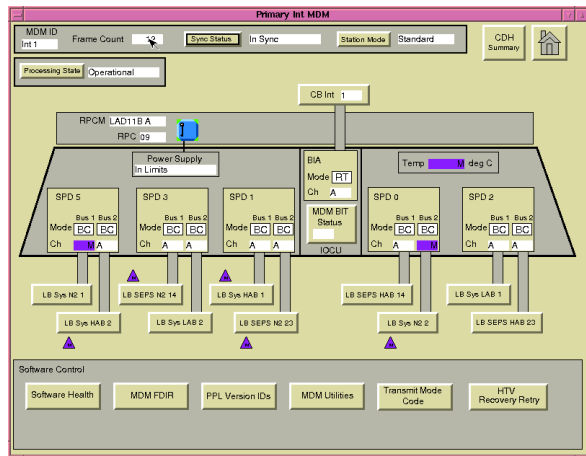 Primary Int MDM
MDM ID
Int 1
Frame Count 12
Sync Status In Sync
Station Mode Standard
CDH
Summary
Processing State Operational
CB Int 1
RPCM LAD11B A
RPC 09
Power Supply
In Limits
BIA
Mode RT
Ch A
MDM BIT
Status
IOCU
Temp M deg C
SPD 5
Bus 1 Bus 2
Mode BC BC
Ch M A
SPD 3
Bus 1 Bus 2
BC BC
A A
SPD 1
Bus 1 Bus 2
BC BC
A A
SPD 0
Bus 1 Bus 2
Mode BC BC
Ch A M
SPD 2
Bus 1 Bus 2
BC BC
A A
LB Sys N2 1
LB SEPS N2 14
LB Sys HAB 1
LB SEPS HAB 14
LB Sys LAB 1
LB Sys HAB 2
LB Sys LAB 2
LB SEPS N2 23
LB Sys N2 2
LB SEPS HAB 23
M
M
M
M
M
Software Control
Software Health
MDM FDIR
PPL Version IDs
MDM Utilities
Transmit Mode
Code
HTV
Recovery Retry